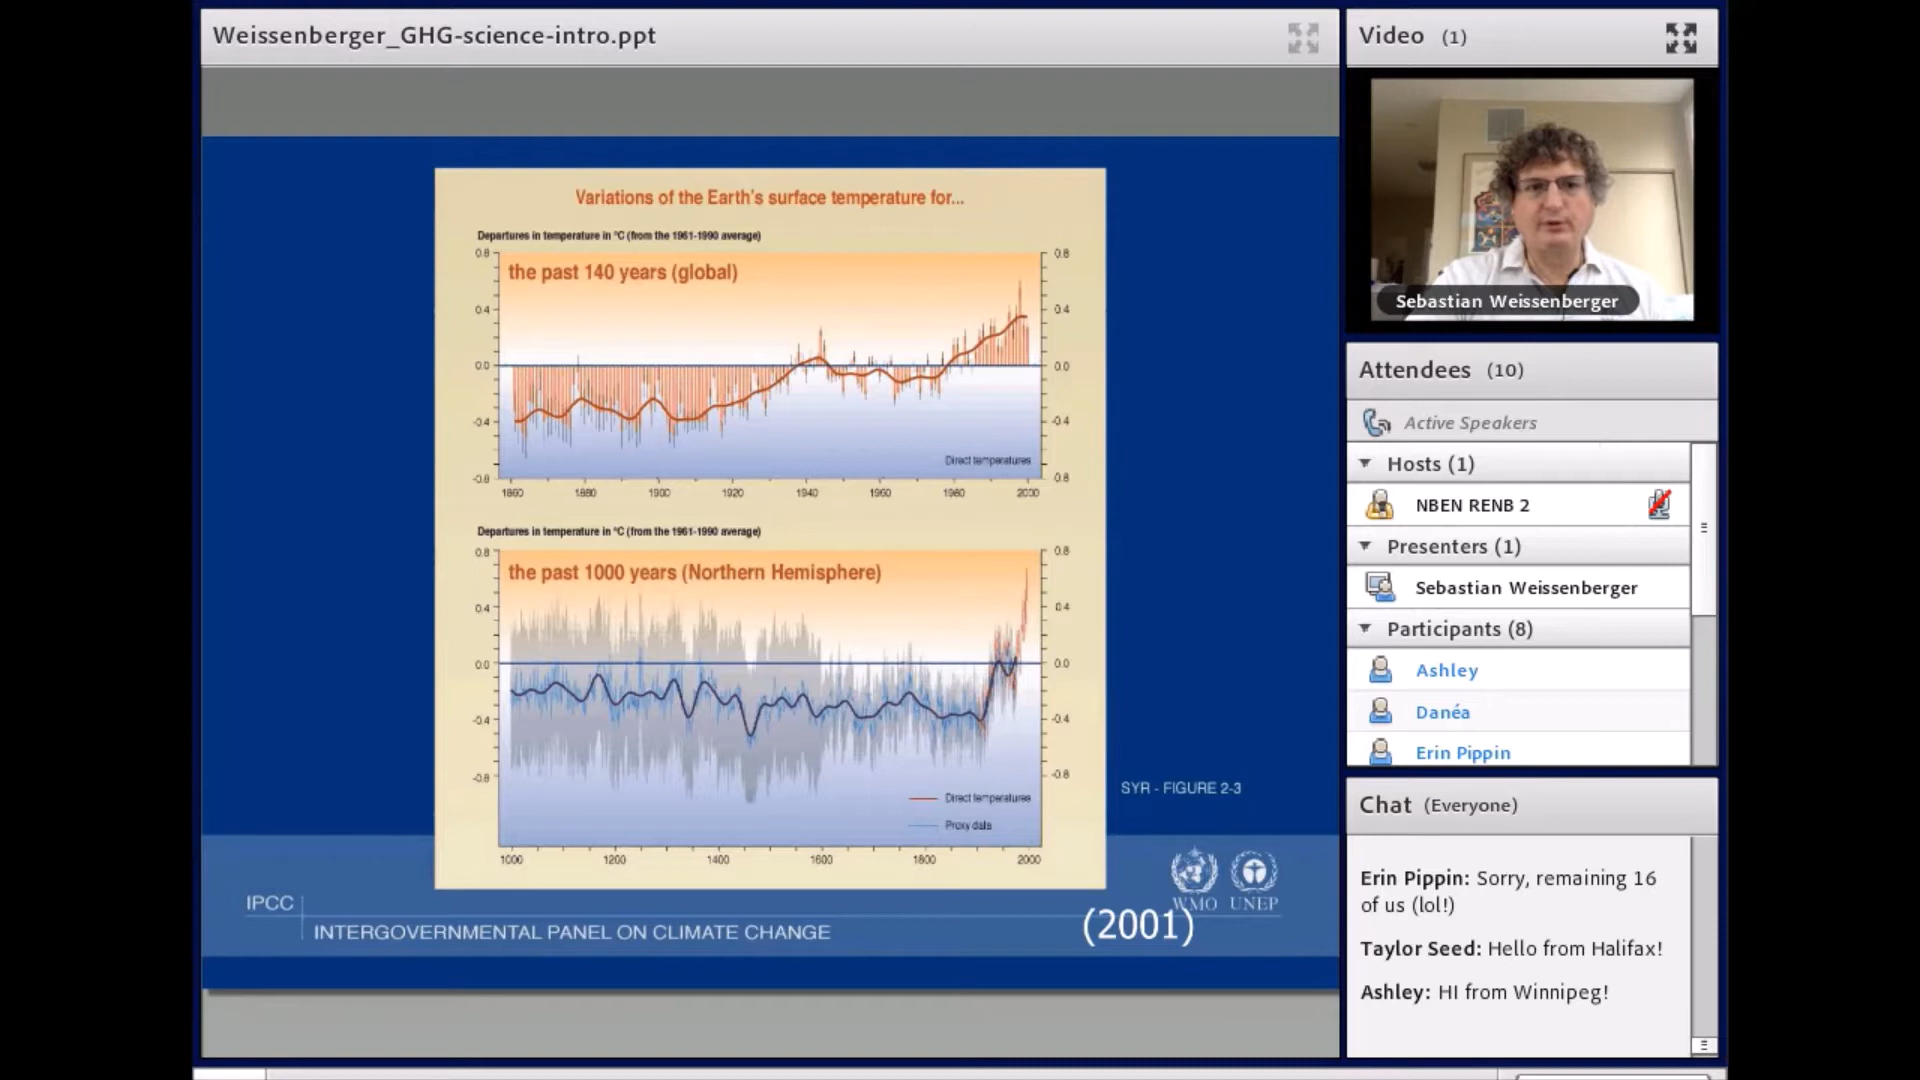 Weissenberger_GHG-science-intro.ppt
Variations of the Earth's surface temperature for...
Departures in temperature in °C (from the 1961-1990 average)
0.8 0.8
the past 140 years (global)
0.4 0.4
0.0 0.0
-0.4 -0.4
Direct temperatures
-0.8 0.8
1860 1880 1900 1920 1940 1960 1980 2000
Departures in temperature in °C (from the 1961-1990 average)
0.8 0.8
the past 1000 years (Northern Hemisphere)
0.4 0.4
0.0 0.0
-0.4 -0.4
-0.8 -0.8
Direct temperatures
Proxy data
1000 1200 1400 1600 1800 2000
SYR - FIGURE 2-3
WMO UNEP
IPCC
INTERGOVERNMENTAL PANEL ON CLIMATE CHANGE
(2001)
Video (1)
Sebastian Weissenberger
Attendees (10)
Active Speakers
Hosts (1)
NBEN RENB 2
Presenters (1)
Sebastian Weissenberger
Participants (8)
Ashley
Danéa
Erin Pippin
Chat (Everyone)
Erin Pippin: Sorry, remaining 16
of us (lol!)
Taylor Seed: Hello from Halifax!
Ashley: HI from Winnipeg!